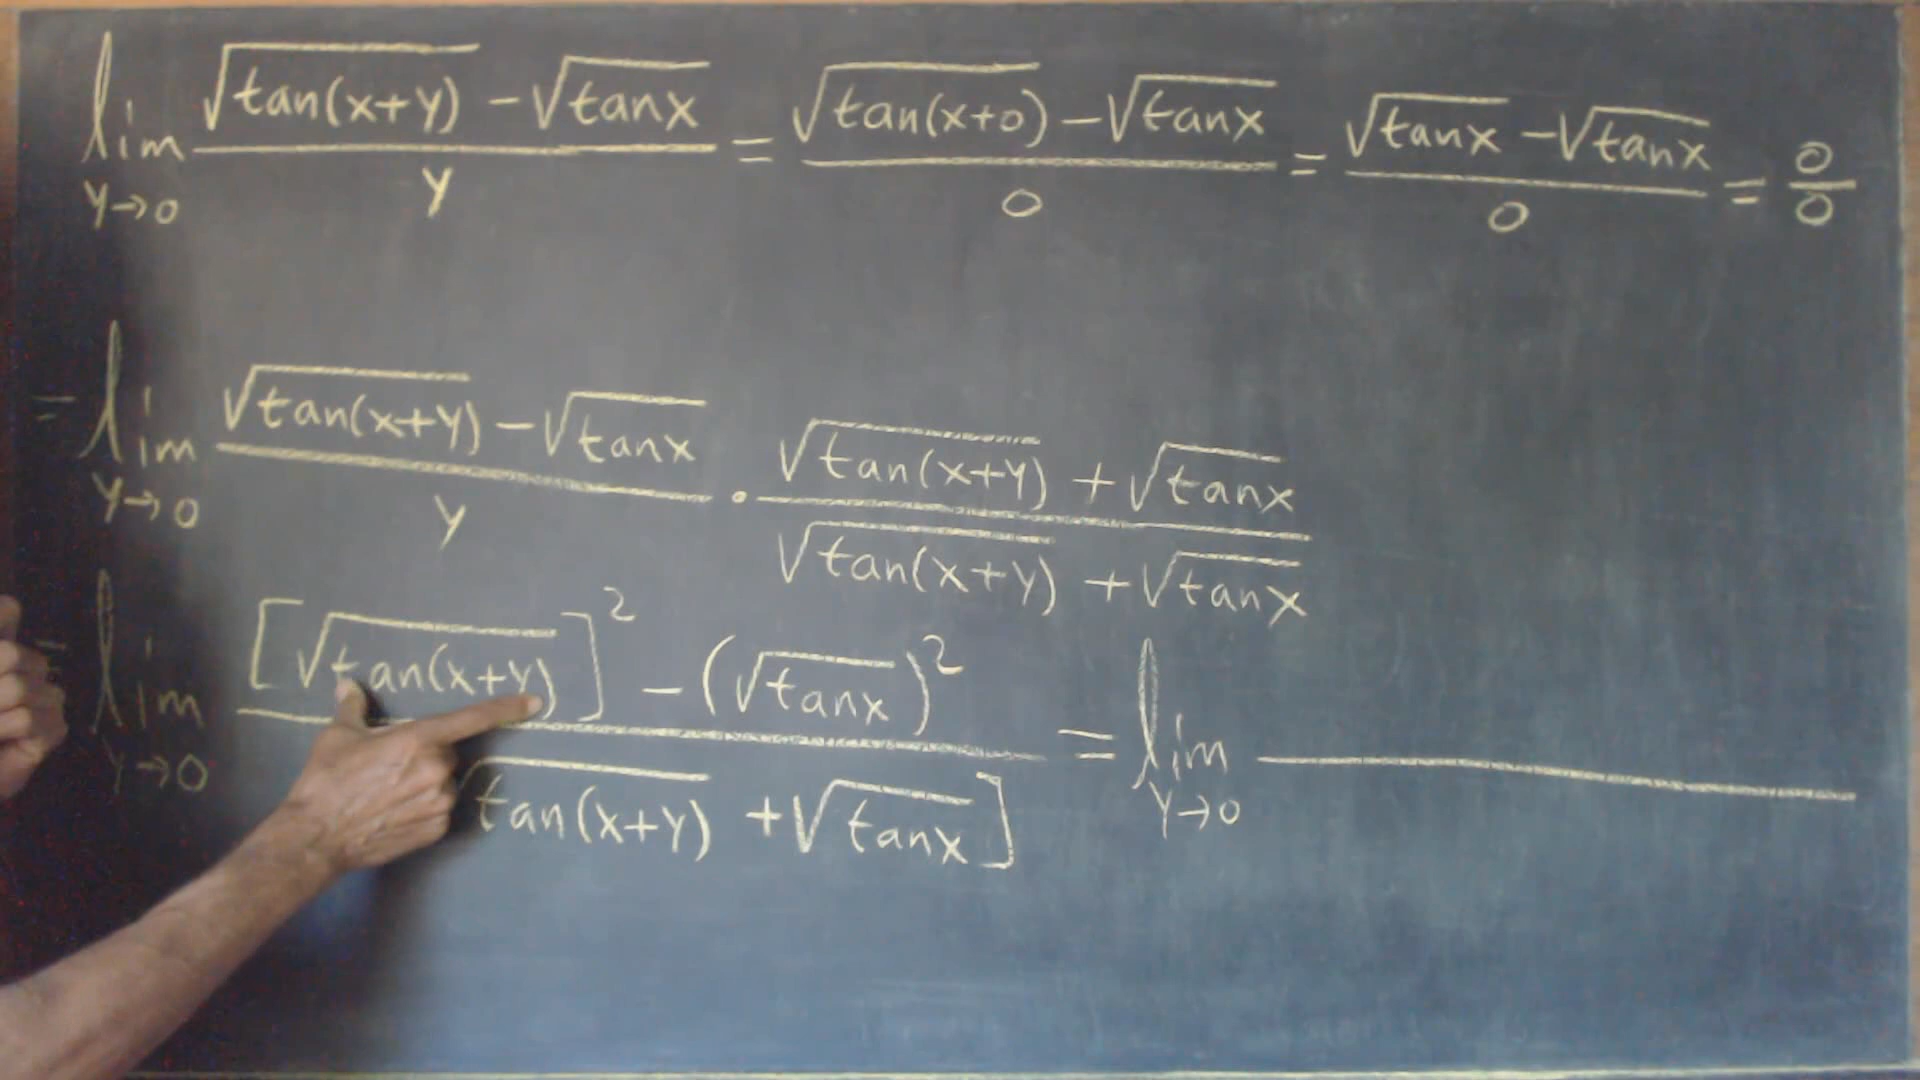 lim y→0 (√tan(x+y) - √tanx)/y = (√tan(x+0) - √tanx)/0 = (√tanx - √tanx)/0 = 0/0
= lim y→0 (√tan(x+y) - √tanx)/y · (√tan(x+y) + √tanx)/(√tan(x+y) + √tanx)
= lim y→0 [√tan(x+y)]² - (√tanx)² / √tan(x+y) + √tanx] = lim y→0